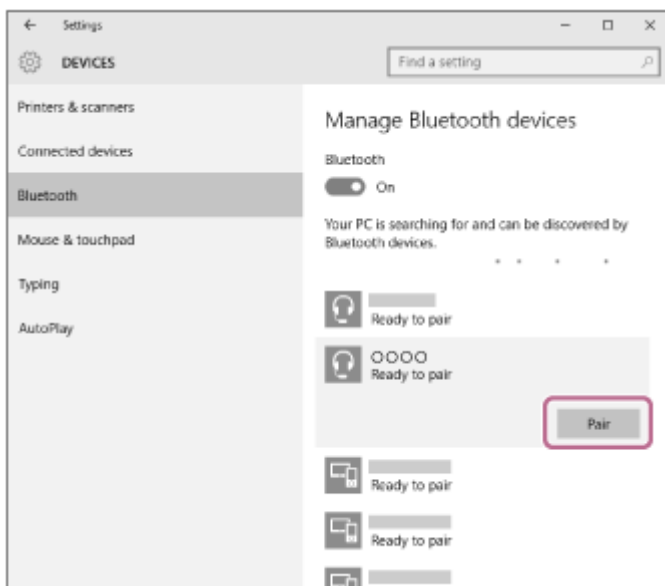 Settings
DEVICES
Find a setting
Printers & scanners
Connected devices
Bluetooth
Mouse & touchpad
Typing
AutoPlay
Manage Bluetooth devices
Bluetooth
On
Your PC is searching for and can be discovered by
Bluetooth devices.
Ready to pair
○○○○
Ready to pair
Pair
Ready to pair
Ready to pair